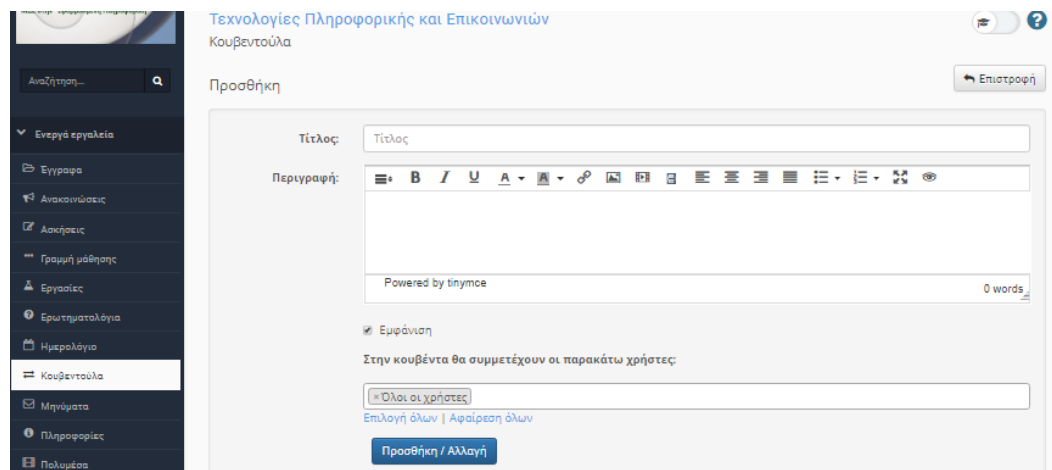 Τεχνολογίες Πληροφορικής και Επικοινωνιών
Κουβεντούλα
Αναζήτηση...
Προσθήκη
Επιστροφή
Ενεργά εργαλεία
Έγγραφα
Ανακοινώσεις
Ασκήσεις
Γραμμή μάθησης
Εργασίες
Ερωτηματολόγια
Ημερολόγιο
Κουβεντούλα
Μηνύματα
Πληροφορίες
Πολυμέσα
Τίτλος: Τίτλος
Περιγραφή:
Powered by tinymce
0 words
Εμφάνιση
Στην κουβέντα θα συμμετέχουν οι παρακάτω χρήστες:
×Όλοι οι χρήστες
Επιλογή όλων | Αφαίρεση όλων
Προσθήκη / Αλλαγή